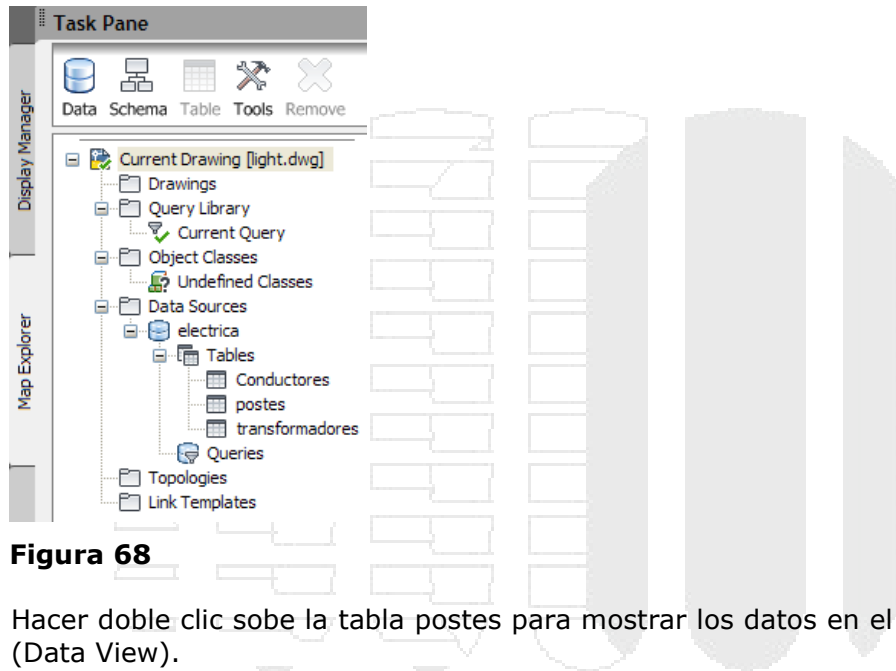 Task Pane
Data Schema Table Tools Remove
Display Manager
Map Explorer
Current Drawing [light.dwg]
Drawings
Query Library
Current Query
Object Classes
Undefined Classes
Data Sources
electrica
Tables
Conductores
postes
transformadores
Queries
Topologies
Link Templates
Figura 68
Hacer doble clic sobe la tabla postes para mostrar los datos en el
(Data View).